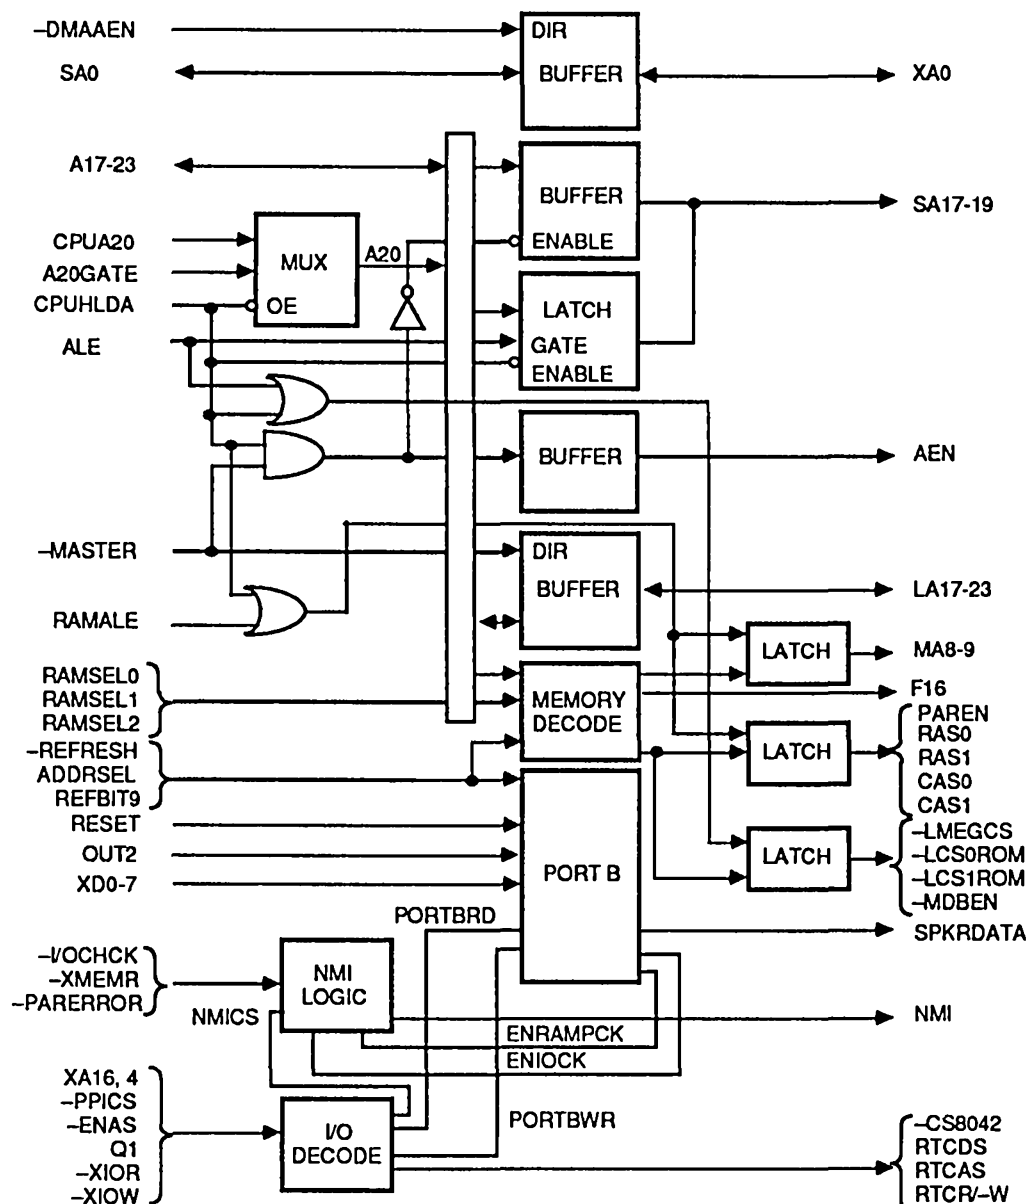 –DMAAEN
DIR
SA0
BUFFER
XA0
A17-23
BUFFER
SA17-19
ENABLE
CPUA20
MUX
A20
A20GATE
CPUHLDA
OE
LATCH
ALE
GATE
ENABLE
BUFFER
AEN
–MASTER
DIR
BUFFER
LA17-23
RAMALE
LATCH
MA8-9
RAMSEL0
RAMSEL1
RAMSEL2
MEMORY
DECODE
F16
PAREN
RAS0
RAS1
CAS0
CAS1
LATCH
–REFRESH
ADDRSEL
REFBIT9
RESET
OUT2
XD0-7
PORT B
LATCH
–LMEGCS
–LCS0ROM
–LCS1ROM
–MDBEN
PORTBRD
SPKRDATA
–I/OCHCK
–XMEMR
–PARERROR
NMI
LOGIC
NMICS
NMI
ENRAMPCK
ENIOCK
XA16, 4
–PPICS
–ENAS
Q1
–XIOR
–XIOW
I/O
DECODE
PORTBWR
–CS8042
RTCDS
RTCAS
RTCR/–W